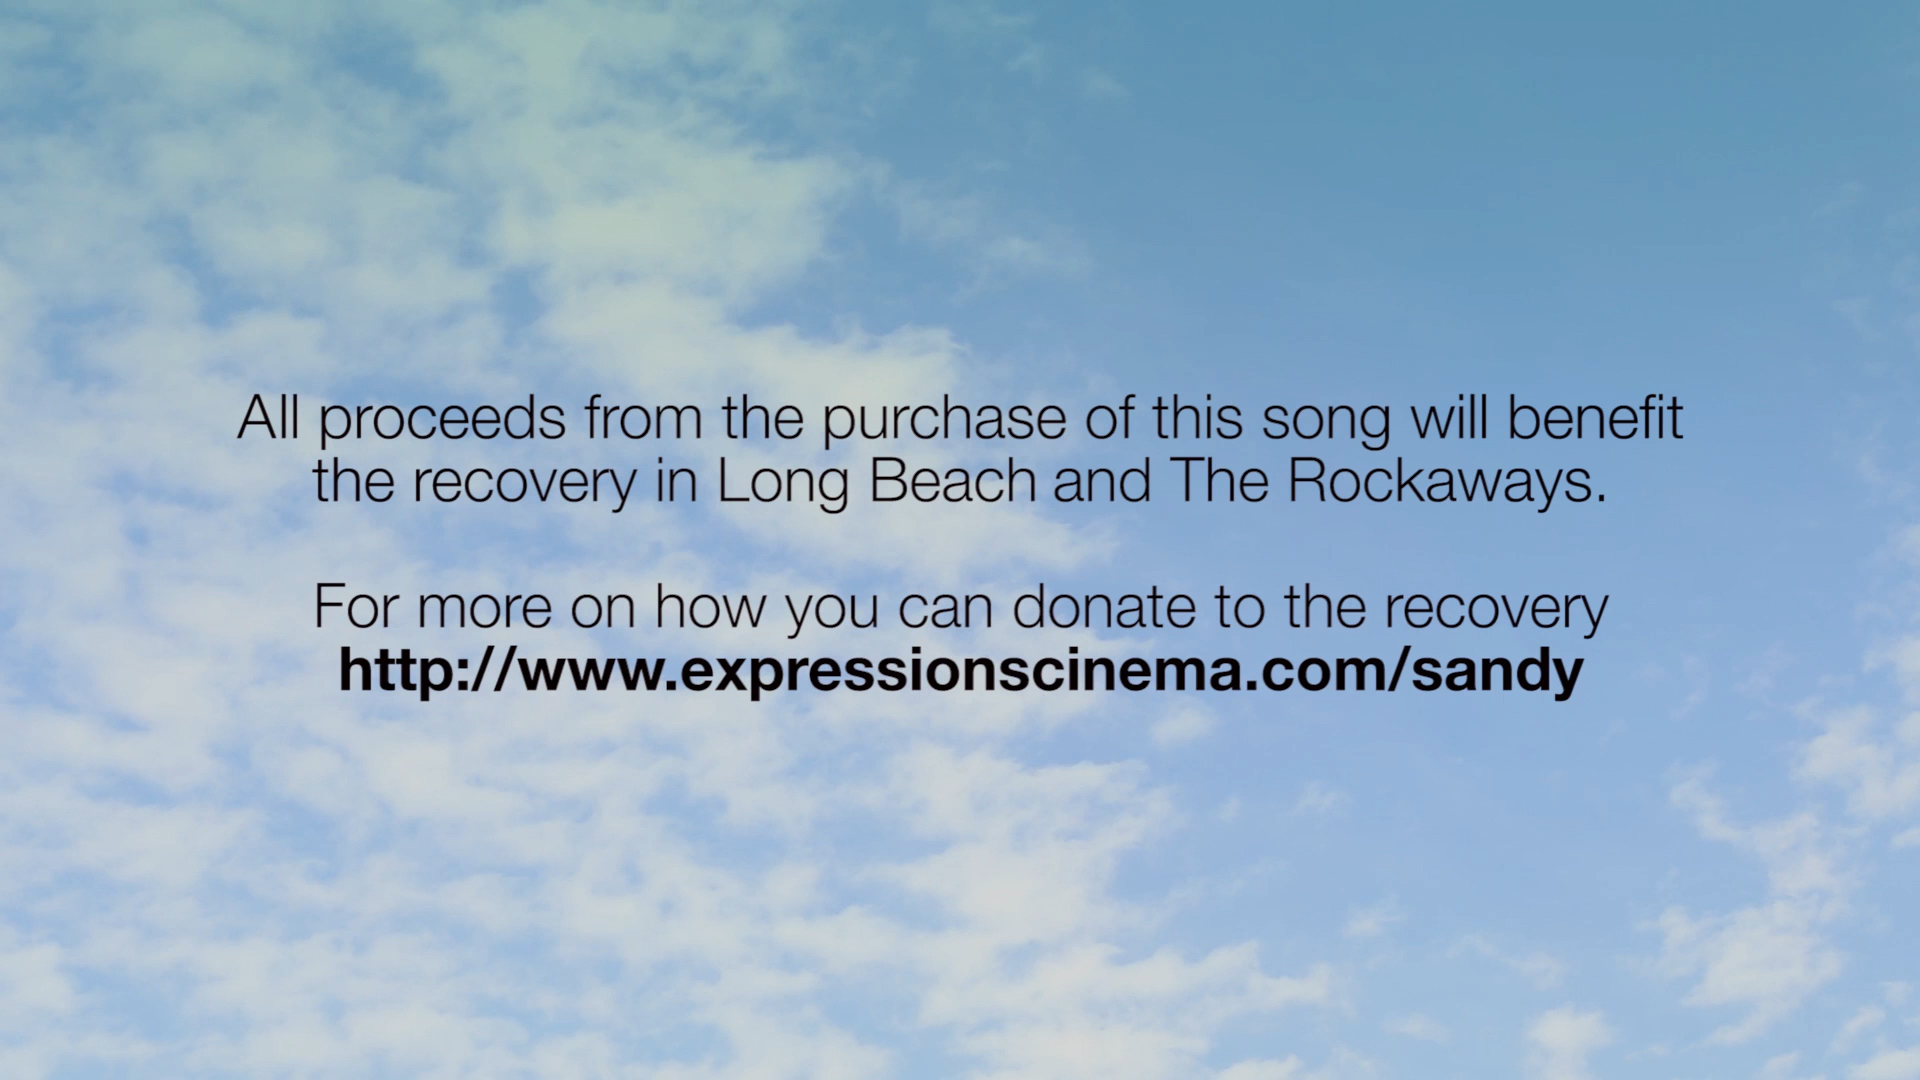 All proceeds from the purchase of this song will benefit
the recovery in Long Beach and The Rockaways.
For more on how you can donate to the recovery
http://www.expressionscinema.com/sandy